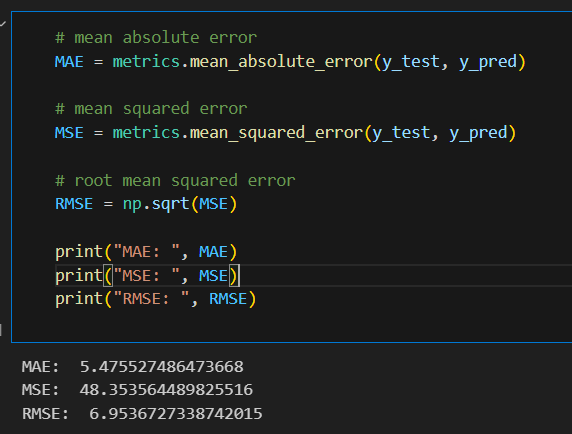 # mean absolute error
MAE = metrics.mean_absolute_error(y_test, y_pred)
# mean squared error
MSE = metrics.mean_squared_error(y_test, y_pred)
# root mean squared error
RMSE = np.sqrt(MSE)
print("MAE: ", MAE)
print("MSE: ", MSE)
print("RMSE: ", RMSE)
MAE:  5.475527486473668
MSE:  48.353564489825516
RMSE:  6.9536727338742015